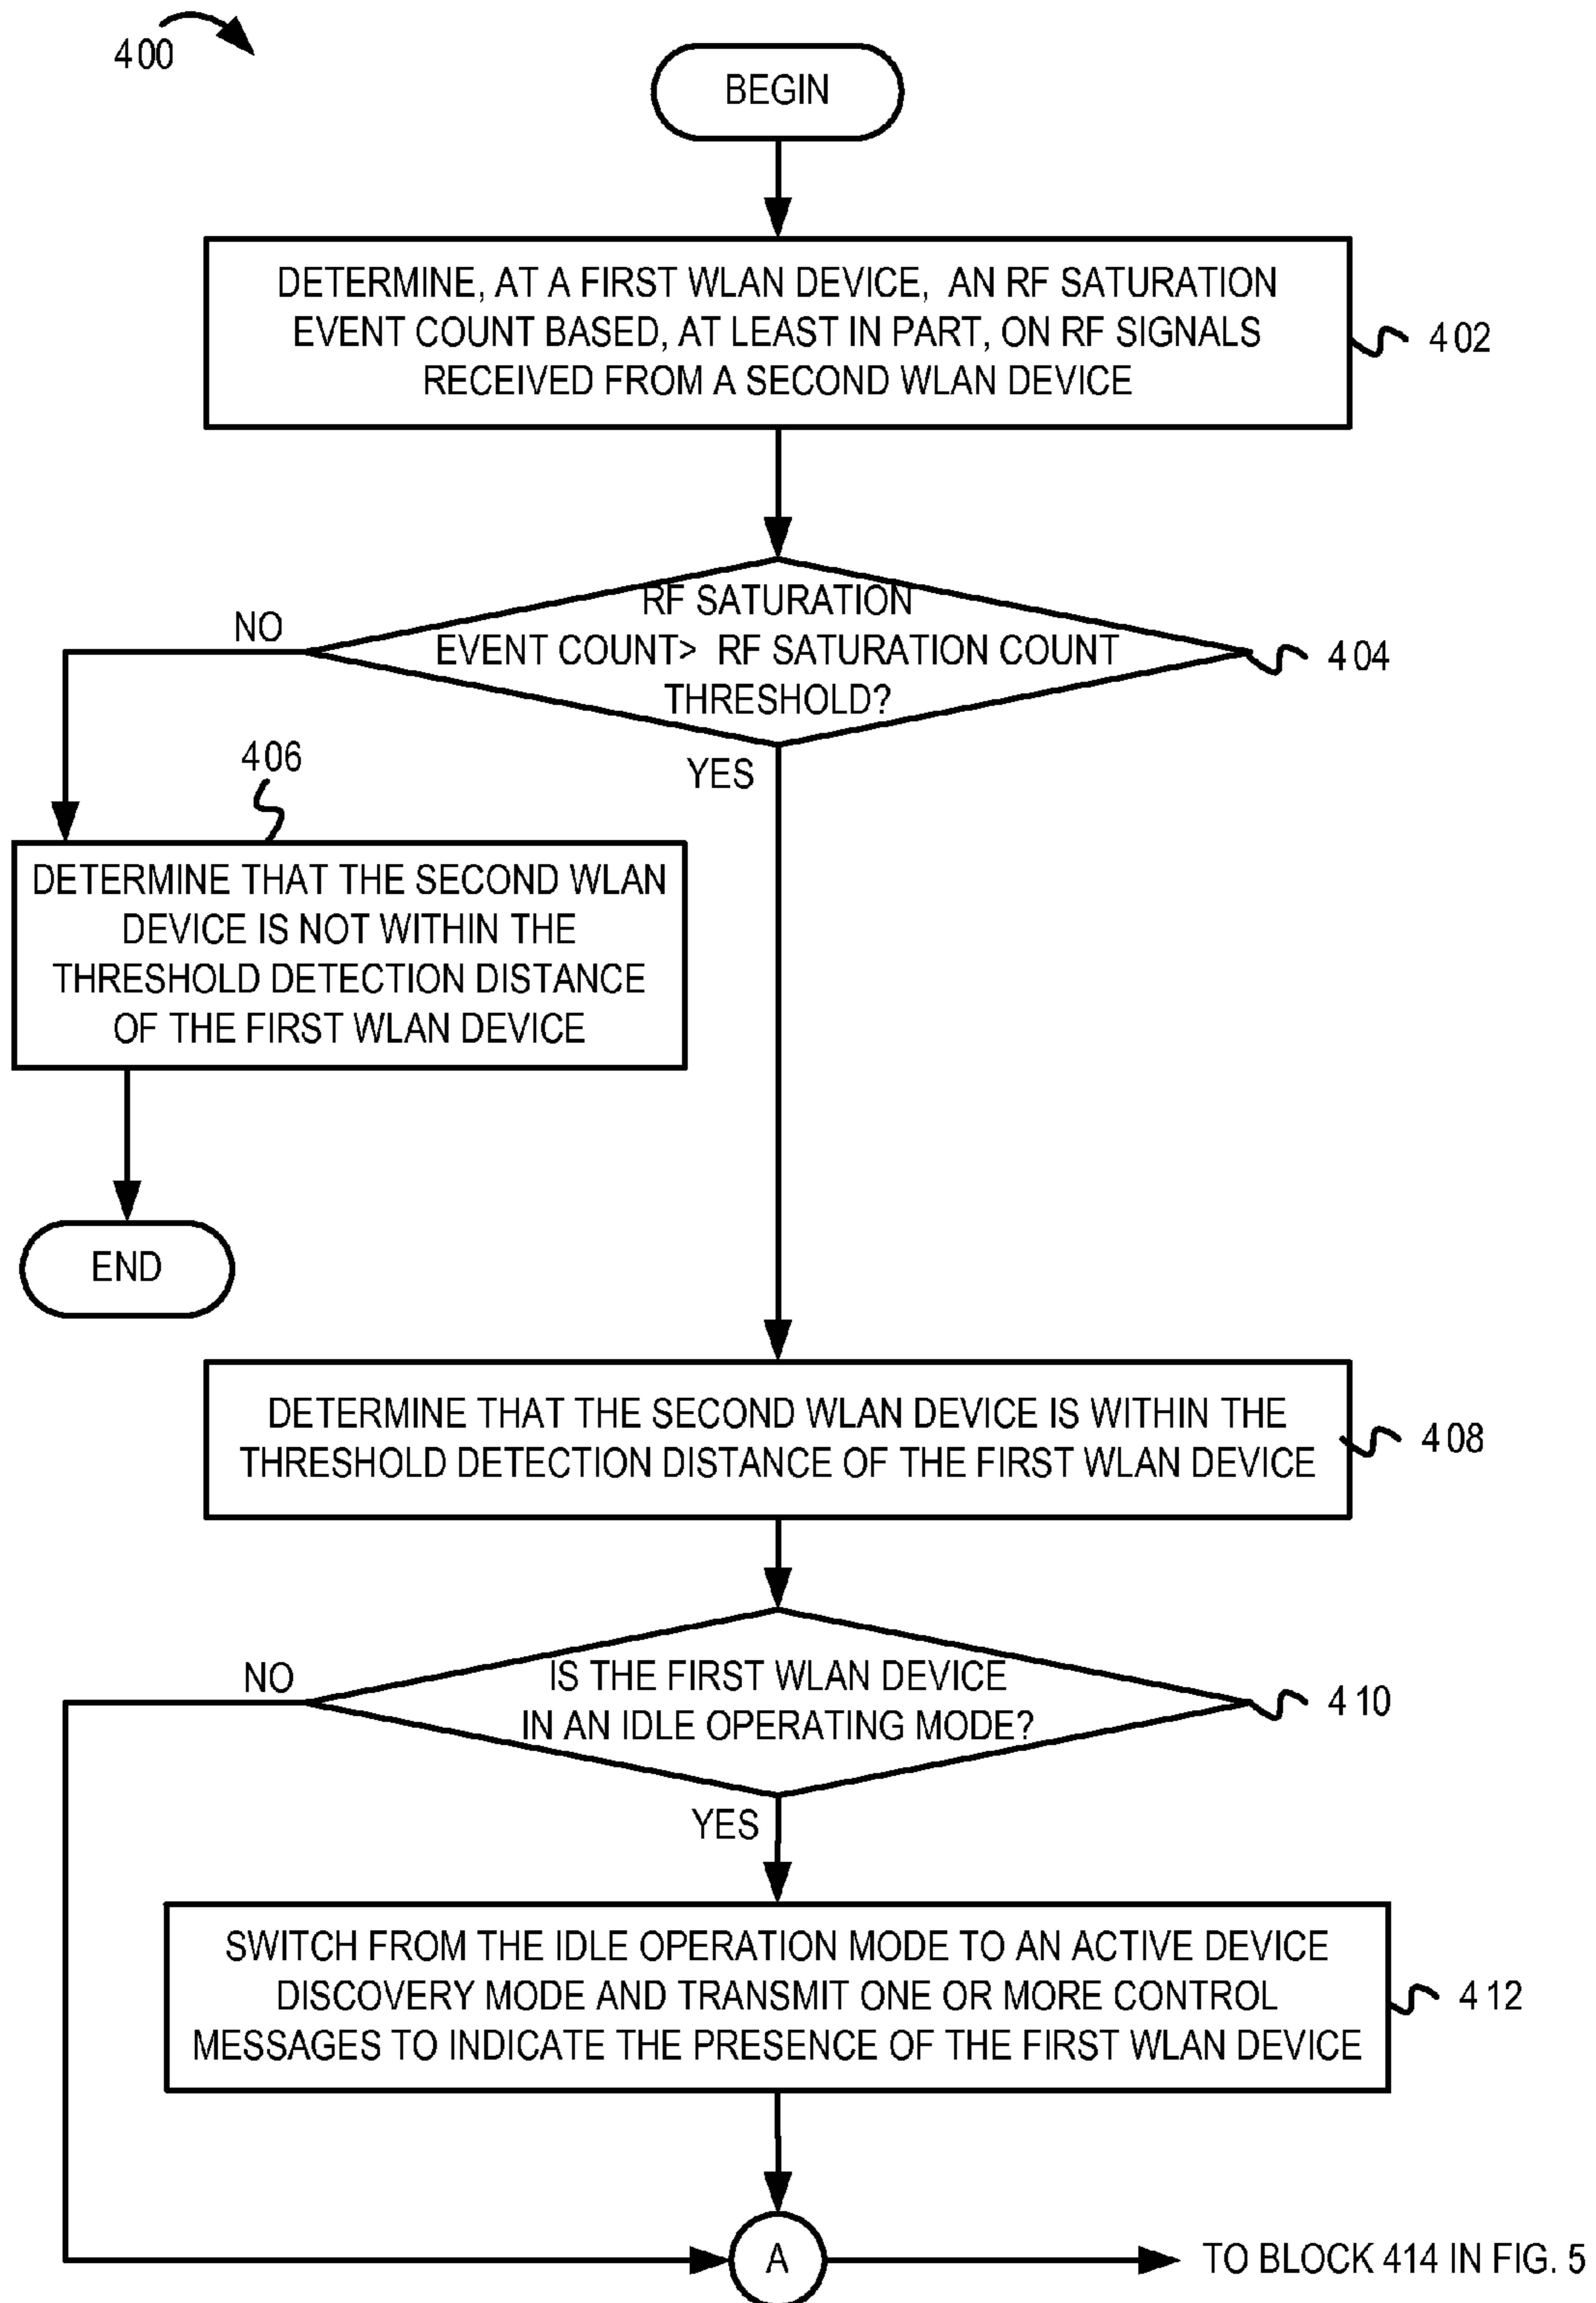 400
BEGIN
DETERMINE, AT A FIRST WLAN DEVICE, AN RF SATURATION
EVENT COUNT BASED, AT LEAST IN PART, ON RF SIGNALS
RECEIVED FROM A SECOND WLAN DEVICE
402
RF SATURATION
EVENT COUNT> RF SATURATION COUNT
THRESHOLD?
404
NO
YES
406
DETERMINE THAT THE SECOND WLAN
DEVICE IS NOT WITHIN THE
THRESHOLD DETECTION DISTANCE
OF THE FIRST WLAN DEVICE
END
DETERMINE THAT THE SECOND WLAN DEVICE IS WITHIN THE
THRESHOLD DETECTION DISTANCE OF THE FIRST WLAN DEVICE
408
IS THE FIRST WLAN DEVICE
IN AN IDLE OPERATING MODE?
410
NO
YES
SWITCH FROM THE IDLE OPERATION MODE TO AN ACTIVE DEVICE
DISCOVERY MODE AND TRANSMIT ONE OR MORE CONTROL
MESSAGES TO INDICATE THE PRESENCE OF THE FIRST WLAN DEVICE
412
A
TO BLOCK 414 IN FIG. 5